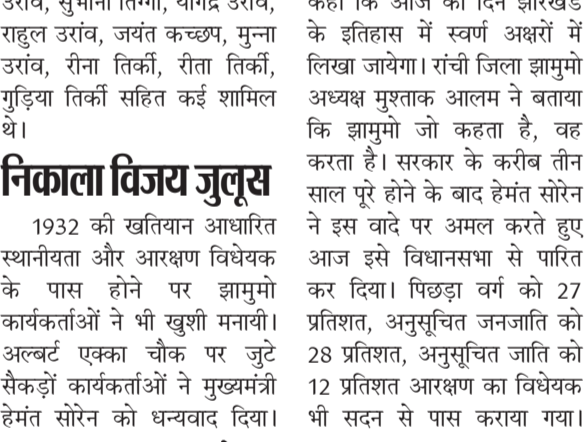 उरांव, सुभानी तिग्गा, योगेंद्र उरांव,
राहुल उरांव, जयंत कच्छप, मुन्ना
उरांव, रीना तिर्की, रीता तिर्की,
गुड़िया तिर्की सहित कई शामिल
थे।
निकाला विजय जुलूस
1932 की खतियान आधारित
स्थानीयता और आरक्षण विधेयक
के पास होने पर झामुमो
कार्यकर्ताओं ने भी खुशी मनायी।
अल्बर्ट एक्का चौक पर जुटे
सैकड़ों कार्यकर्ताओं ने मुख्यमंत्री
हेमंत सोरेन को धन्यवाद दिया।
कहा कि आज का दिन झारखंड
के इतिहास में स्वर्ण अक्षरों में
लिखा जायेगा। रांची जिला झामुमो
अध्यक्ष मुश्ताक आलम ने बताया
कि झामुमो जो कहता है, वह
करता है। सरकार के करीब तीन
साल पूरे होने के बाद हेमंत सोरेन
ने इस वादे पर अमल करते हुए
आज इसे विधानसभा से पारित
कर दिया। पिछड़ा वर्ग को 27
प्रतिशत, अनुसूचित जनजाति को
28 प्रतिशत, अनुसूचित जाति को
12 प्रतिशत आरक्षण का विधेयक
भी सदन से पास कराया गया।